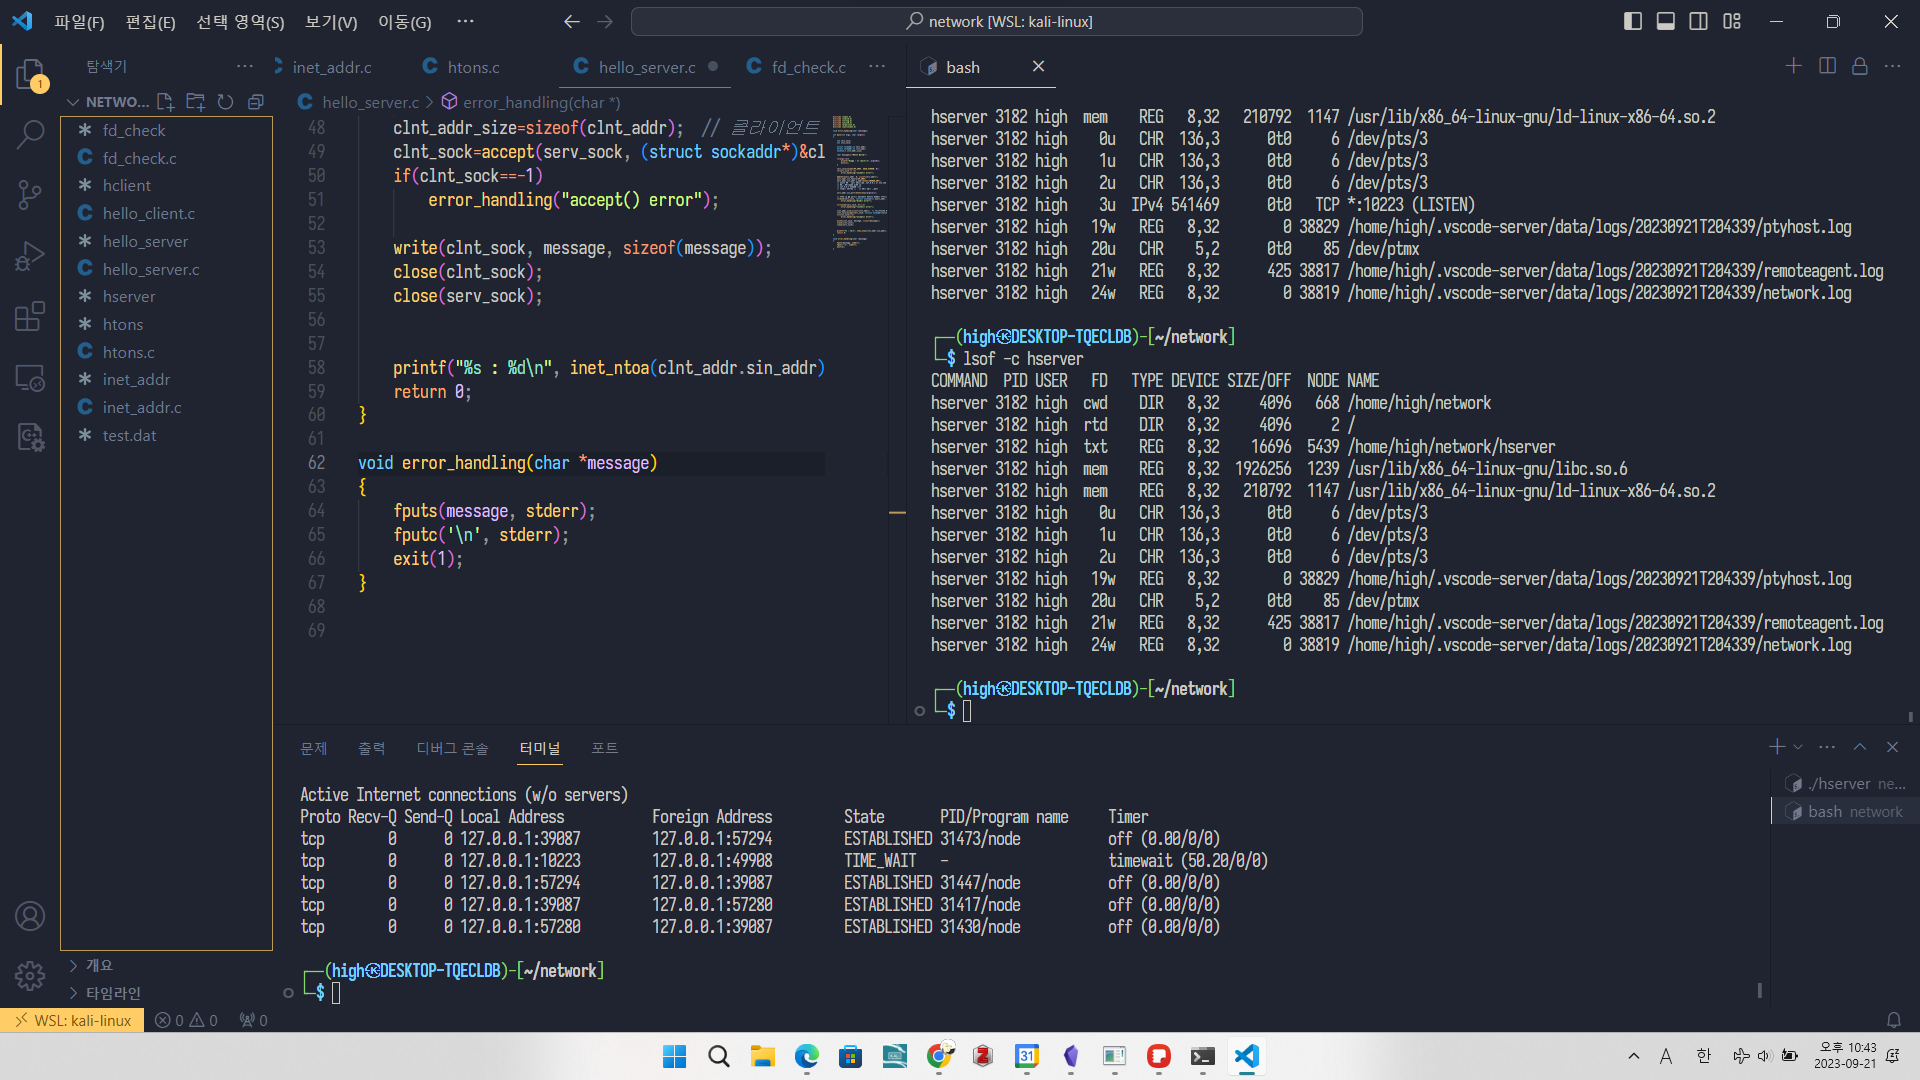 파일(F) 편집(E) 선택 영역(S) 보기(V) 이동(G) ··· network [WSL: kali-linux]
탐색기
NETWO...
fd_check
fd_check.c
hclient
hello_client.c
hello_server
hello_server.c
hserver
htons
htons.c
inet_addr
inet_addr.c
test.dat
개요
타임라인
inet_addr.c htons.c hello_server.c fd_check.c
hello_server.c > error_handling(char *)
48 clnt_addr_size=sizeof(clnt_addr); // 클라이언트
49 clnt_sock=accept(serv_sock, (struct sockaddr*)&cl
50 if(clnt_sock==-1)
51 error_handling("accept() error");
52
53 write(clnt_sock, message, sizeof(message));
54 close(clnt_sock);
55 close(serv_sock);
56
57
58 printf("%s : %d\n", inet_ntoa(clnt_addr.sin_addr)
59 return 0;
60 }
61
62 void error_handling(char *message)
63 {
64 fputs(message, stderr);
65 fputc('\n', stderr);
66 exit(1);
67 }
68
69
bash
hserver 3182 high mem REG 8,32 210792 1147 /usr/lib/x86_64-linux-gnu/ld-linux-x86-64.so.2
hserver 3182 high 0u CHR 136,3 0t0 6 /dev/pts/3
hserver 3182 high 1u CHR 136,3 0t0 6 /dev/pts/3
hserver 3182 high 2u CHR 136,3 0t0 6 /dev/pts/3
hserver 3182 high 3u IPv4 541469 0t0 TCP *:10223 (LISTEN)
hserver 3182 high 19w REG 8,32 0 38829 /home/high/.vscode-server/data/logs/20230921T204339/ptyhost.log
hserver 3182 high 20u CHR 5,2 0t0 85 /dev/ptmx
hserver 3182 high 21w REG 8,32 425 38817 /home/high/.vscode-server/data/logs/20230921T204339/remoteagent.log
hserver 3182 high 24w REG 8,32 0 38819 /home/high/.vscode-server/data/logs/20230921T204339/network.log
┌──(high㉿DESKTOP-TQECLDB)-[~/network]
└─$ lsof -c hserver
COMMAND PID USER FD TYPE DEVICE SIZE/OFF NODE NAME
hserver 3182 high cwd DIR 8,32 4096 668 /home/high/network
hserver 3182 high rtd DIR 8,32 4096 2 /
hserver 3182 high txt REG 8,32 16696 5439 /home/high/network/hserver
hserver 3182 high mem REG 8,32 1926256 1239 /usr/lib/x86_64-linux-gnu/libc.so.6
hserver 3182 high mem REG 8,32 210792 1147 /usr/lib/x86_64-linux-gnu/ld-linux-x86-64.so.2
hserver 3182 high 0u CHR 136,3 0t0 6 /dev/pts/3
hserver 3182 high 1u CHR 136,3 0t0 6 /dev/pts/3
hserver 3182 high 2u CHR 136,3 0t0 6 /dev/pts/3
hserver 3182 high 19w REG 8,32 0 38829 /home/high/.vscode-server/data/logs/20230921T204339/ptyhost.log
hserver 3182 high 20u CHR 5,2 0t0 85 /dev/ptmx
hserver 3182 high 21w REG 8,32 425 38817 /home/high/.vscode-server/data/logs/20230921T204339/remoteagent.log
hserver 3182 high 24w REG 8,32 0 38819 /home/high/.vscode-server/data/logs/20230921T204339/network.log
┌──(high㉿DESKTOP-TQECLDB)-[~/network]
└─$
문제 출력 디버그 콘솔 터미널 포트
Active Internet connections (w/o servers)
Proto Recv-Q Send-Q Local Address Foreign Address State PID/Program name Timer
tcp 0 0 127.0.0.1:39087 127.0.0.1:57294 ESTABLISHED 31473/node off (0.00/0/0)
tcp 0 0 127.0.0.1:10223 127.0.0.1:49908 TIME_WAIT - timewait (50.20/0/0)
tcp 0 0 127.0.0.1:57294 127.0.0.1:39087 ESTABLISHED 31447/node off (0.00/0/0)
tcp 0 0 127.0.0.1:39087 127.0.0.1:57280 ESTABLISHED 31417/node off (0.00/0/0)
tcp 0 0 127.0.0.1:57280 127.0.0.1:39087 ESTABLISHED 31430/node off (0.00/0/0)
┌──(high㉿DESKTOP-TQECLDB)-[~/network]
└─$
./hserver ne...
bash network
WSL: kali-linux 0 0 0
A 한 오후 10:43
2023-09-21
1
31